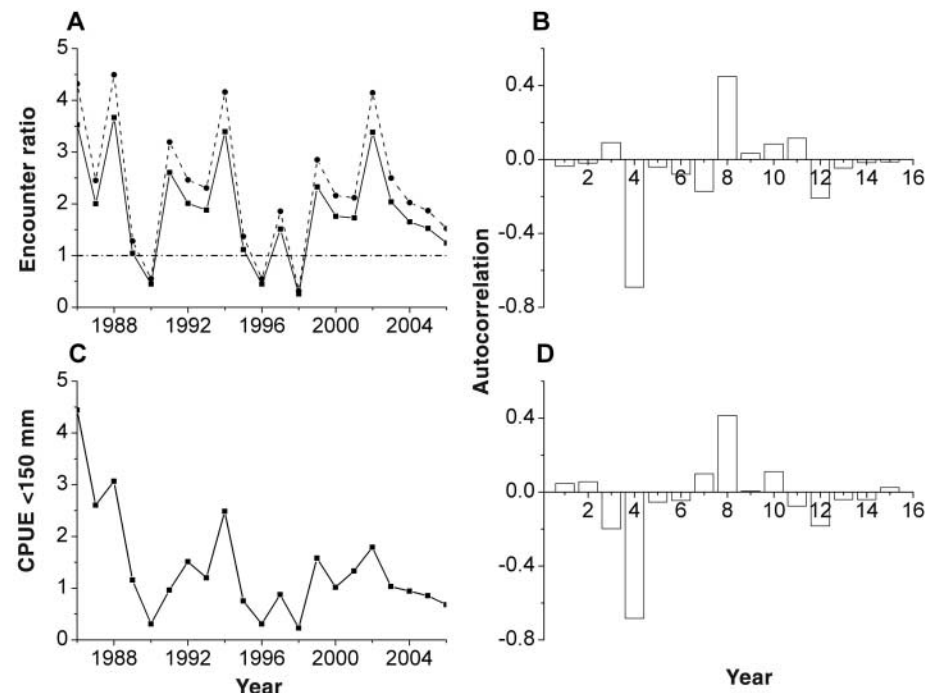 A
B
Encounter ratio
5
4
3
2
1
0
1988 1992 1996 2000 2004
0.4
0.0
-0.4
-0.8
2 4 6 8 10 12 14 16
Autocorrelation
C
D
CPUE <150 mm
5
4
3
2
1
0
1988 1992 1996 2000 2004
Year
0.4
0.0
-0.4
-0.8
2 4 6 8 10 12 14 16
Year